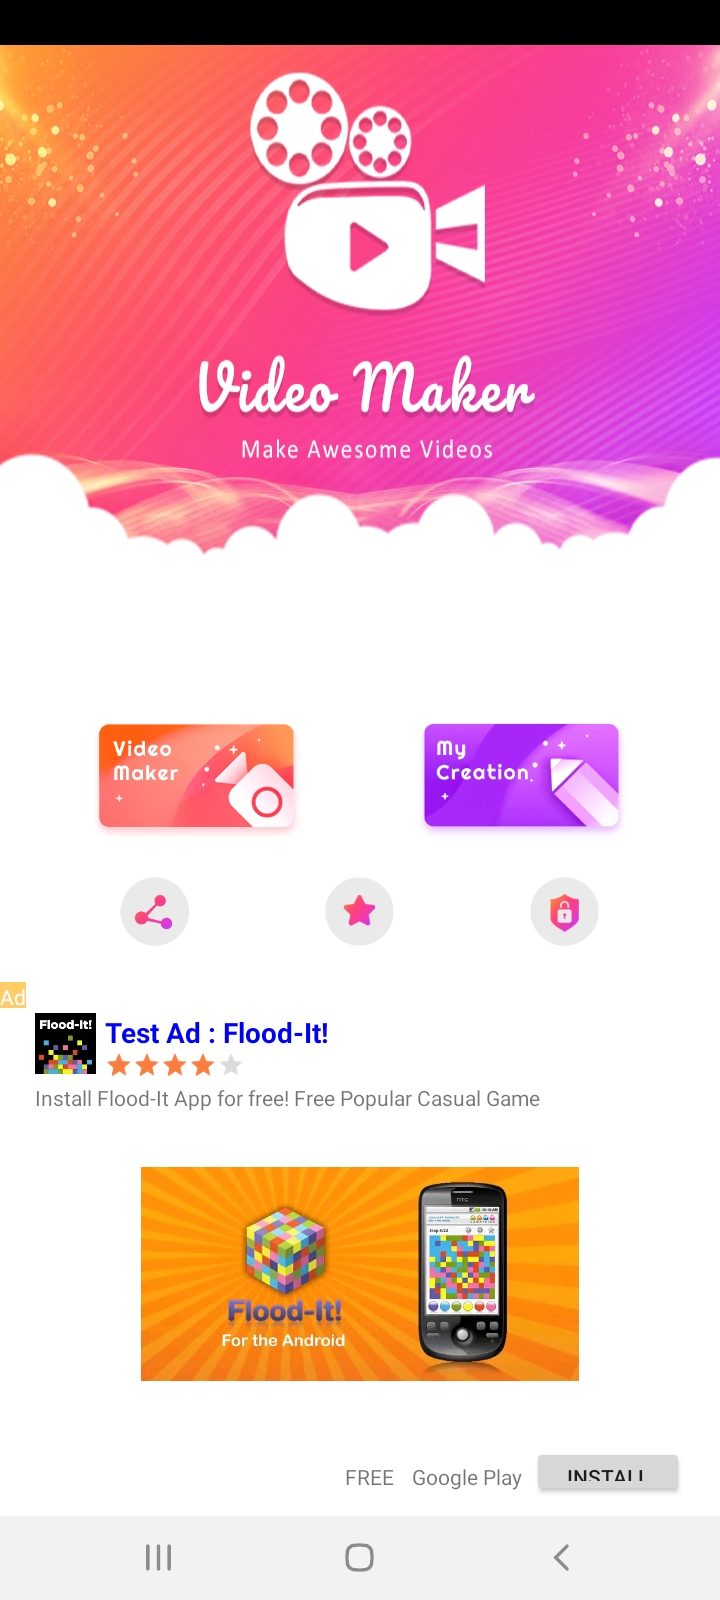 Video Maker
Make Awesome Videos
Video
Maker
My
Creation
Ad
Flood-It!
Test Ad : Flood-It!
Install Flood-It App for free! Free Popular Casual Game
Flood-It!
For the Android
hTC
FREE
Google Play
INSTALL